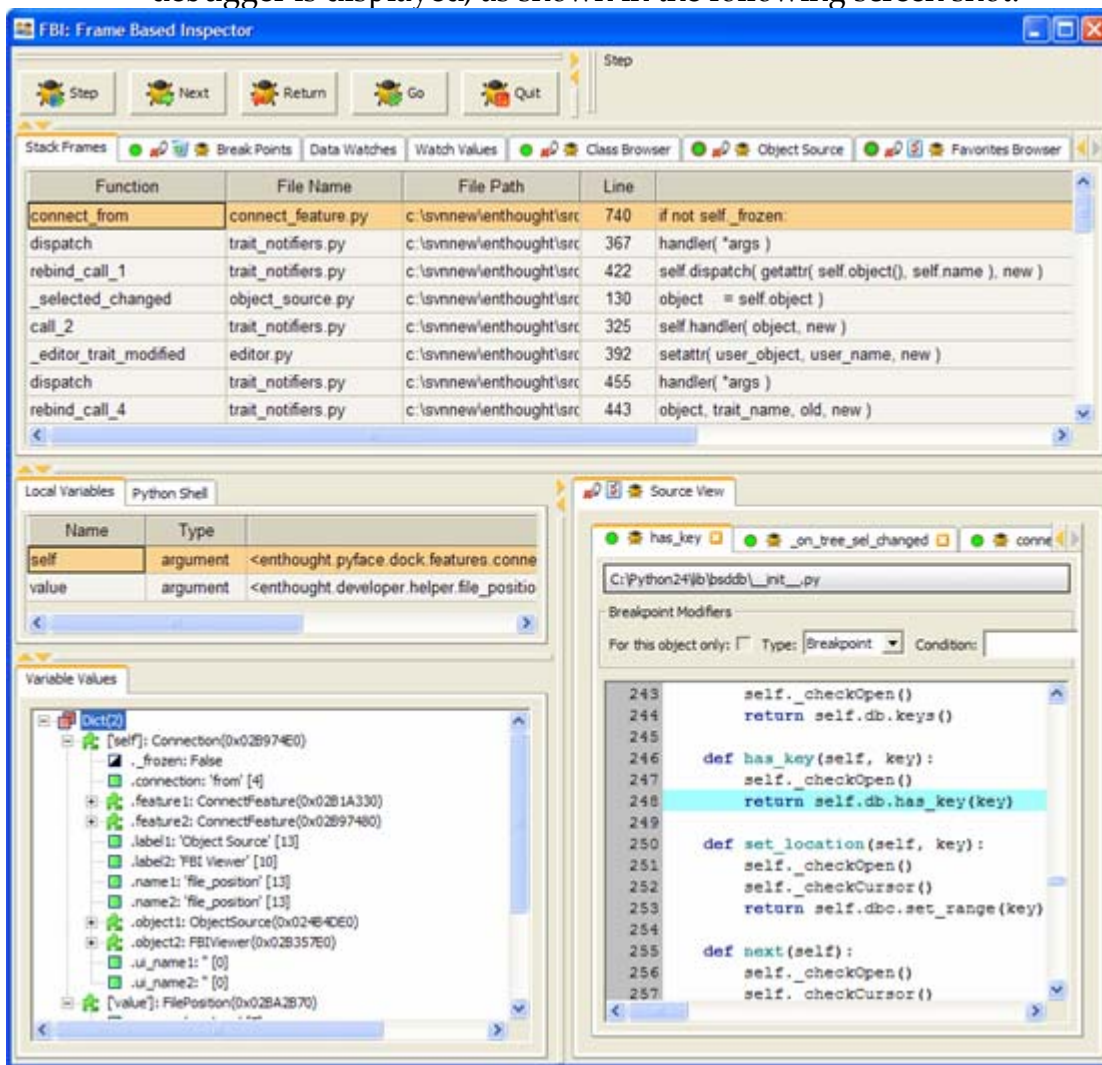 debugger is displayed, as shown in the following screen shot:
FBI: Frame Based Inspector
Step
Step Next Return Go Quit
Stack Frames Break Points Data Watches Watch Values Class Browser Object Source Favorites Browser
Function File Name File Path Line
connect_from connect_feature.py c:\svnnew\enthought\src 740 if not self._frozen:
dispatch trait_notifiers.py c:\svnnew\enthought\src 367 handler( *args )
rebind_call_1 trait_notifiers.py c:\svnnew\enthought\src 422 self.dispatch( getattr( self.object(), self.name ), new )
_selected_changed object_source.py c:\svnnew\enthought\src 130 object = self.object )
call_2 trait_notifiers.py c:\svnnew\enthought\src 325 self.handler( object, new )
_editor_trait_modified editor.py c:\svnnew\enthought\src 392 setattr( user_object, user_name, new )
dispatch trait_notifiers.py c:\svnnew\enthought\src 455 handler( *args )
rebind_call_4 trait_notifiers.py c:\svnnew\enthought\src 443 object, trait_name, old, new )
Local Variables Python Shell
Name Type
self argument <enthought.pyface.dock.features.conne
value argument <enthought.developer.helper.file_positio
Variable Values
Dict(2)
['self']: Connection(0x02B974E0)
._frozen: False
.connection: 'from' [4]
.feature1: ConnectFeature(0x02B1A330)
.feature2: ConnectFeature(0x02B97480)
.label1: 'Object Source' [13]
.label2: 'FBI Viewer' [10]
.name1: 'file_position' [13]
.name2: 'file_position' [13]
.object1: ObjectSource(0x024B4DE0)
.object2: FBIViewer(0x02B357E0)
.ui_name1: '' [0]
.ui_name2: '' [0]
['value']: FilePosition(0x02BA2B70)
Source View
has_key _on_tree_sel_changed conne
C:\Python24\lib\bsddb\__init__.py
Breakpoint Modifiers
For this object only: Type: Breakpoint Condition:
243 self._checkOpen()
244 return self.db.keys()
245
246 def has_key(self, key):
247 self._checkOpen()
248 return self.db.has_key(key)
249
250 def set_location(self, key):
251 self._checkOpen()
252 self._checkCursor()
253 return self.dbc.set_range(key)
254
255 def next(self):
256 self._checkOpen()
257 self._checkCursor()